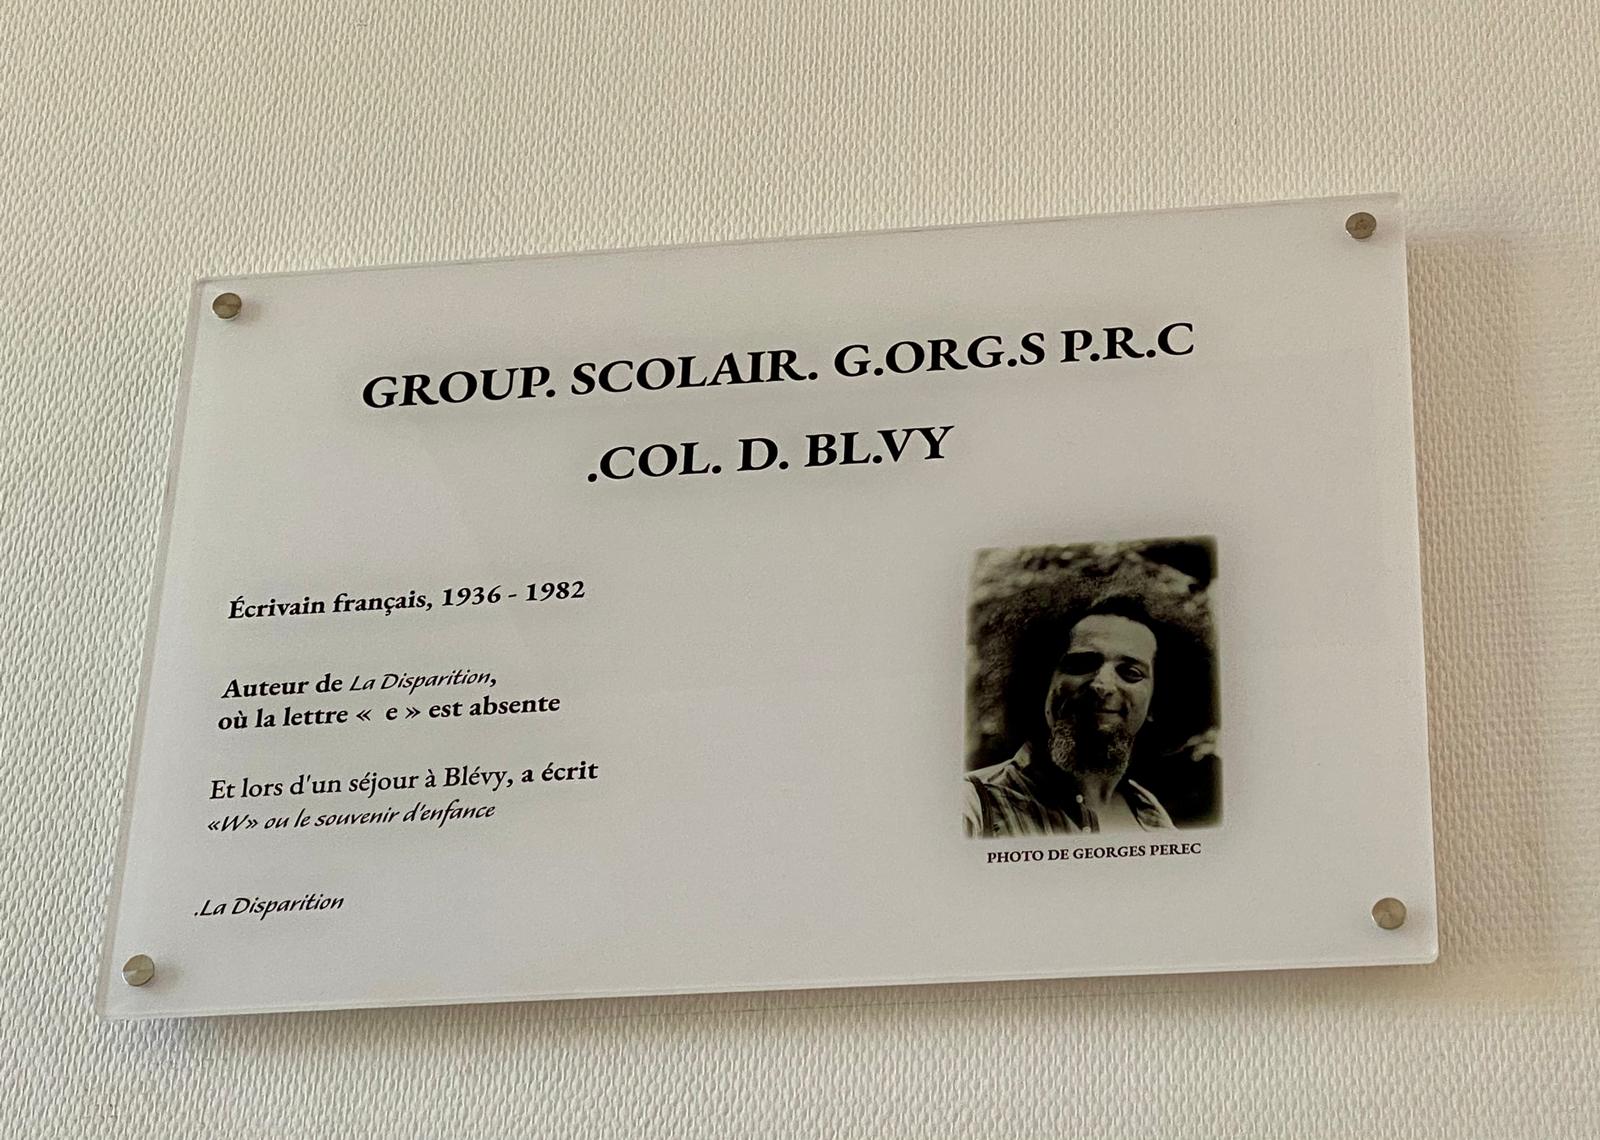 GROUP. SCOLAIR. G.ORG.S P.R.C
.COL. D. BL.VY
Écrivain français, 1936 - 1982
Auteur de La Disparition,
où la lettre «  e » est absente
Et lors d'un séjour à Blévy, a écrit
«W» ou le souvenir d'enfance
.La Disparition
PHOTO DE GEORGES PEREC